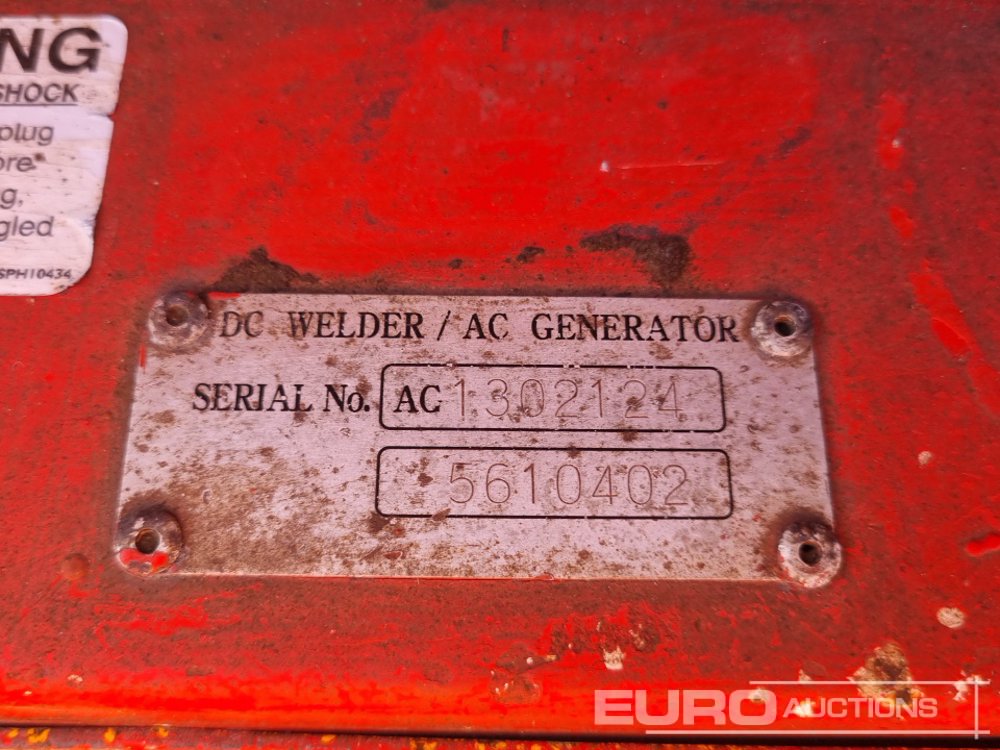 NG
SHOCK
plug
ore
g,
gled
SPH10434
DC WELDER / AC GENERATOR
SERIAL No. AC 1302124
5610402
EURO AUCTIONS